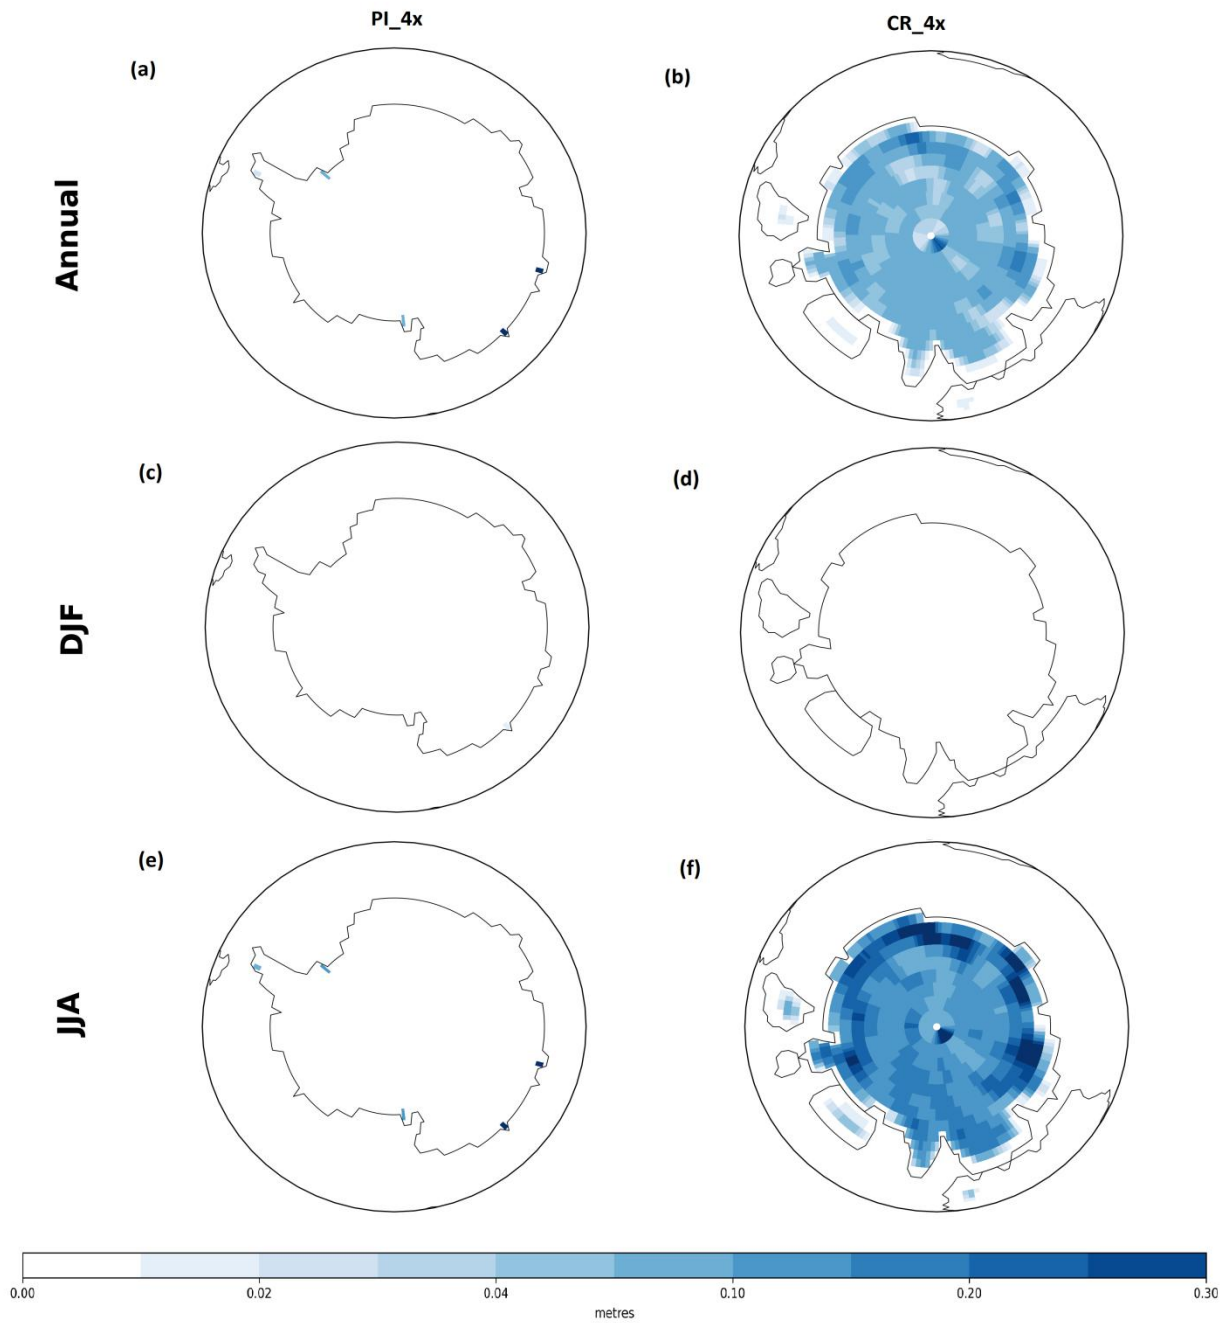 PI_4x
CR_4x
(a)
(b)
Annual
(c)
(d)
DJF
(e)
(f)
JJA
0.00
0.02
0.04
0.10
0.20
0.30
metres